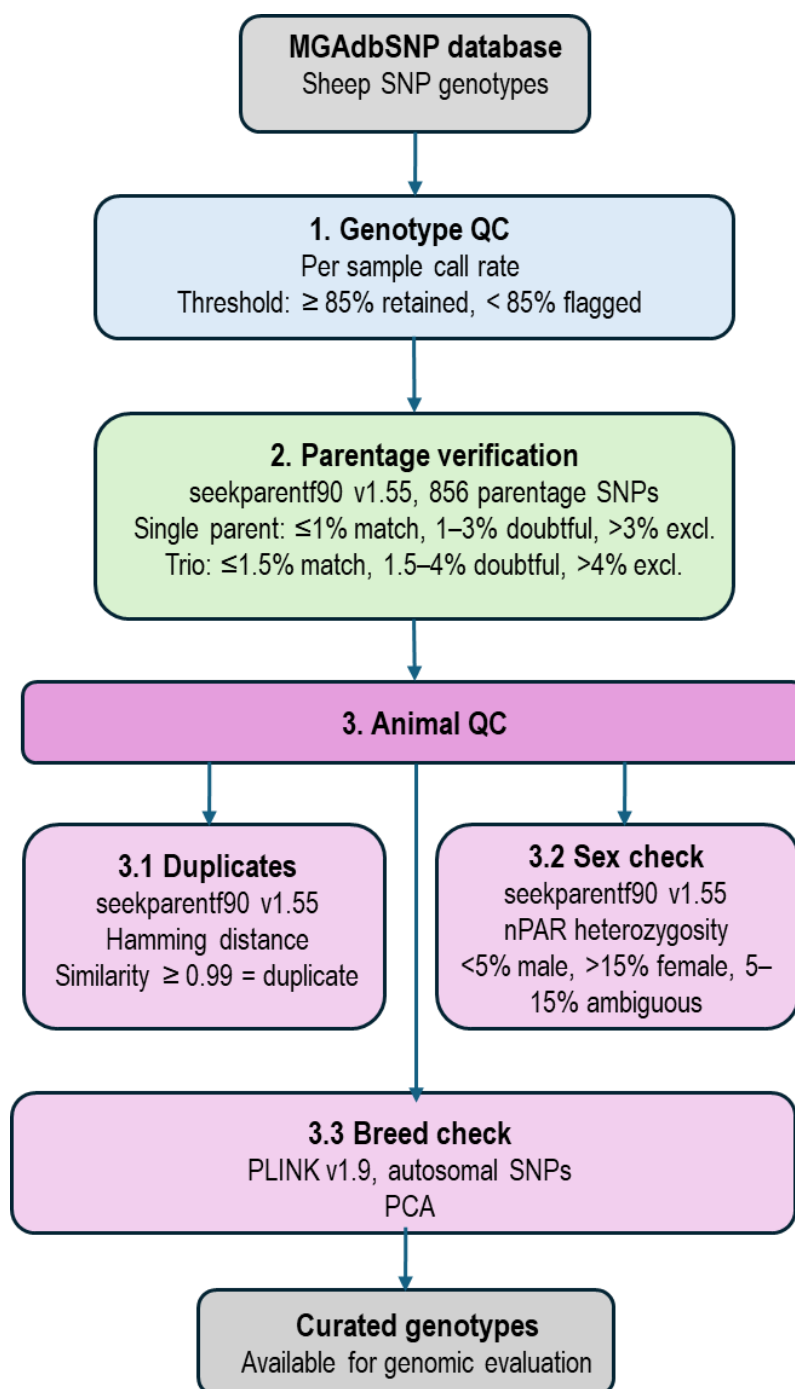 MGAdbSNP database
Sheep SNP genotypes
1. Genotype QC
Per sample call rate
Threshold: ≥ 85% retained, < 85% flagged
2. Parentage verification
seekparentf90 v1.55, 856 parentage SNPs
Single parent: ≤1% match, 1–3% doubtful, >3% excl.
Trio: ≤1.5% match, 1.5–4% doubtful, >4% excl.
3. Animal QC
3.1 Duplicates
seekparentf90 v1.55
Hamming distance
Similarity ≥ 0.99 = duplicate
3.2 Sex check
seekparentf90 v1.55
nPAR heterozygosity
<5% male, >15% female, 5–
15% ambiguous
3.3 Breed check
PLINK v1.9, autosomal SNPs
PCA
Curated genotypes
Available for genomic evaluation